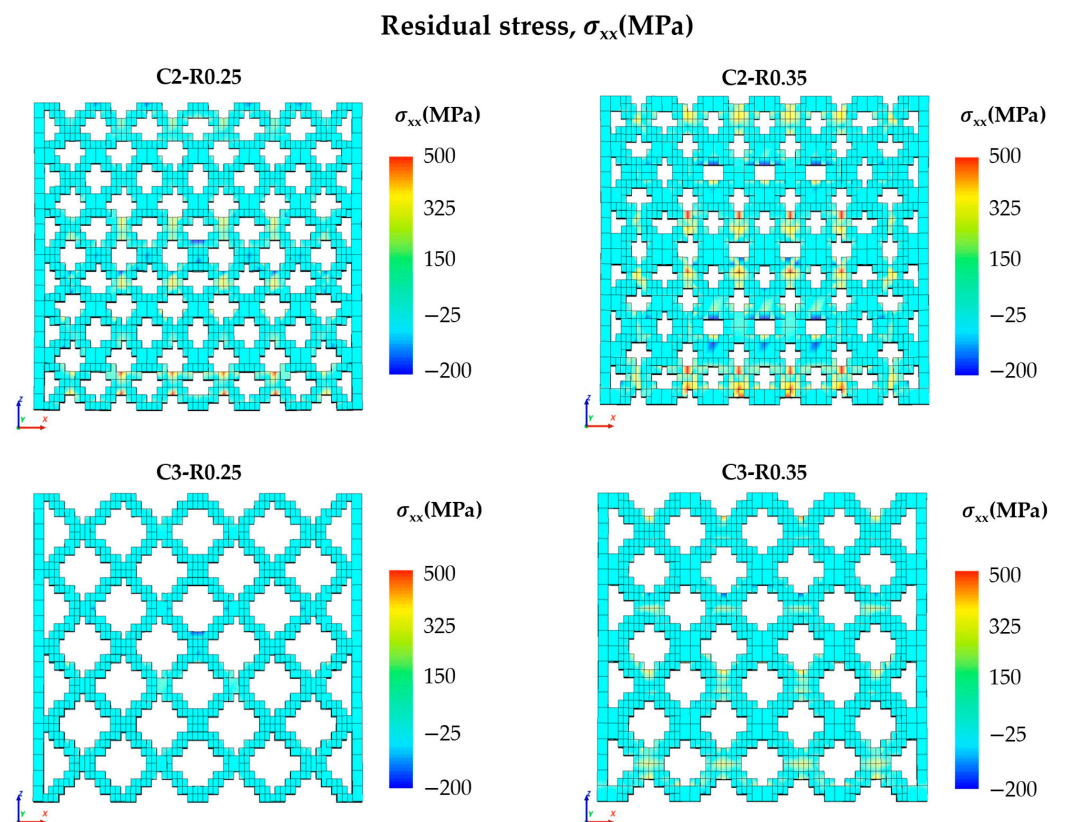 Residual stress, σxx(MPa)
C2-R0.25
σxx(MPa)
500
325
150
−25
−200
Z
Y
X
C2-R0.35
σxx(MPa)
500
325
150
−25
−200
Z
Y
X
C3-R0.25
σxx(MPa)
500
325
150
−25
−200
Z
Y
X
C3-R0.35
σxx(MPa)
500
325
150
−25
−200
Z
Y
X